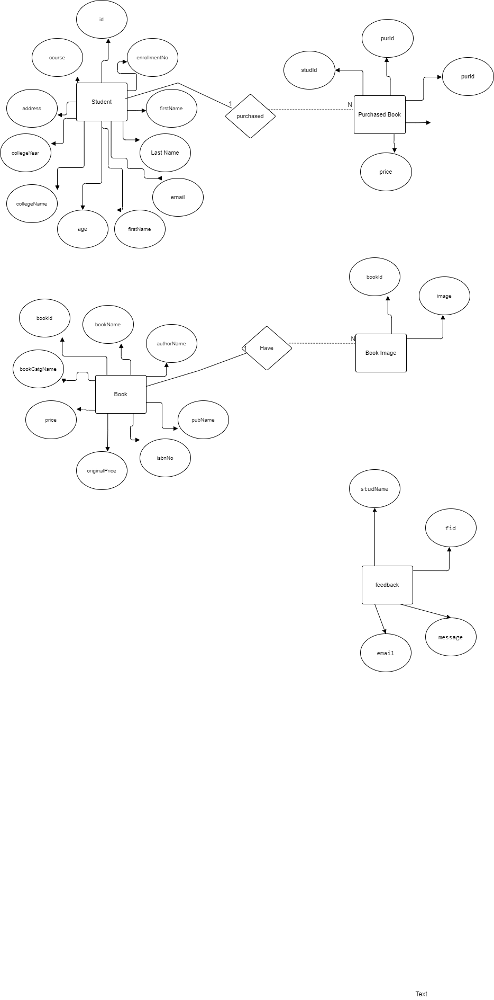 id
course
enrollmentNo
Student
address
firstName
collegeYear
Last Name
collegeName
email
age
firstName
1
purchased
N
purId
studId
purId
Purchased Book
price
bookId
image
bookId
bookName
authorName
1
Have
N
Book Image
bookCatgName
Book
price
pubName
isbnNo
originalPrice
studName
fid
feedback
message
email
Text